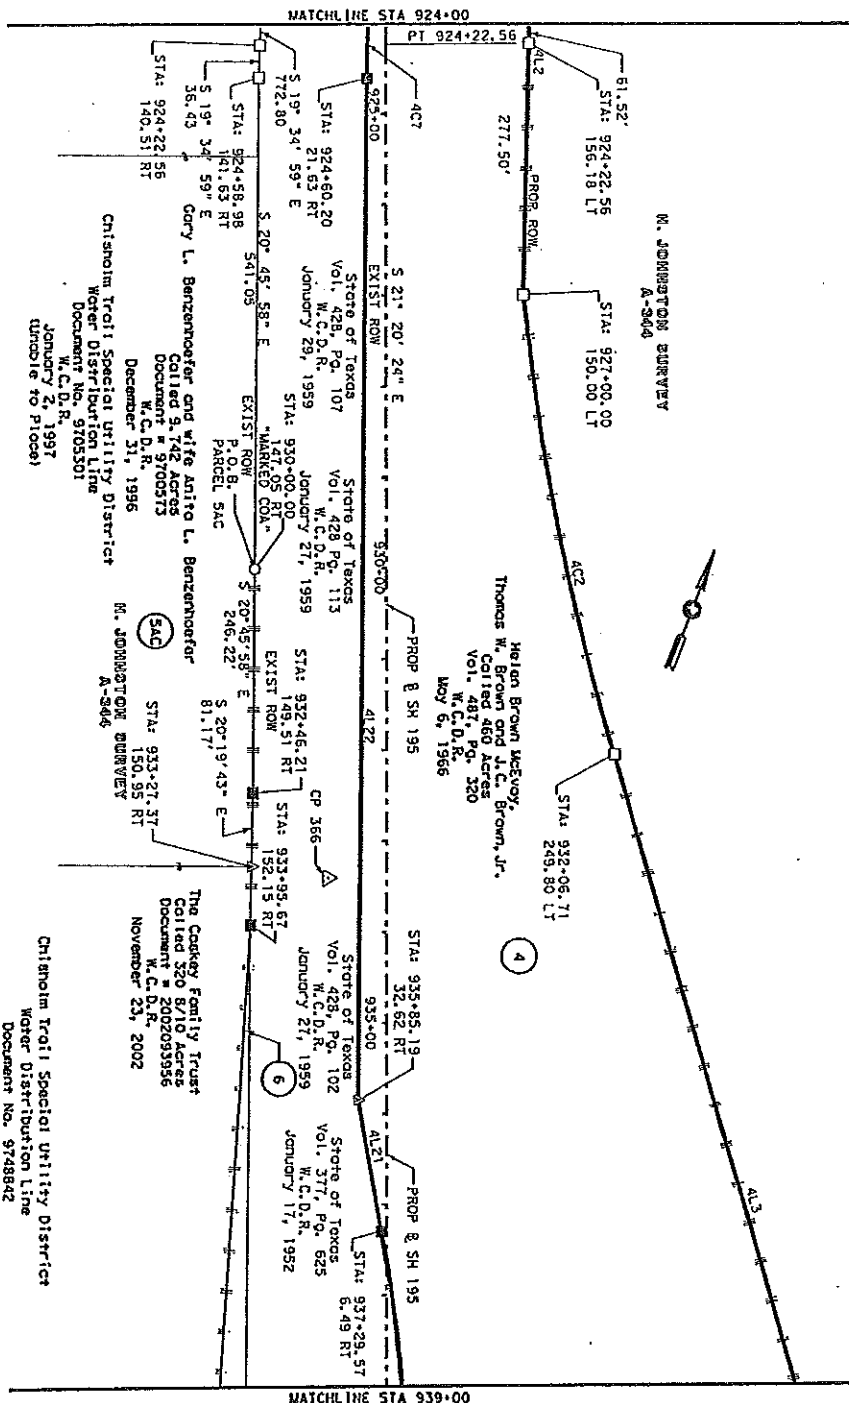 MATCHLINE STA 924+00
PT 924+22.56
61.52'
STA: 924+22.56
156.18 LT
4L2
277.50'
PROP ROW
STA: 927+00.00
150.00 LT
M. JOHNSTON SURVEY
A-344
4C2
Helen Brown McEvoy,
Thomas W. Brown and J.C. Brown, Jr.
Called 460 Acres
Vol. 487, Pg. 320
W.C.D.R.
May 6, 1966
STA: 932+06.71
249.80 LT
4
4L3
4C7
925+00
S 21° 20' 24" E
EXIST ROW
930+00
PROP B SH 195
4L22
935+00
STA: 935+85.19
32.62 RT
4L21
PROP B SH 195
STA: 937+29.57
6.49 RT
S 19° 34' 59" E
772.80
STA: 924+60.20
21.63 RT
State of Texas
Vol. 428, Pg. 107
W.C.D.R.
January 29, 1959
State of Texas
Vol. 428 Pg. 113
W.C.D.R.
January 27, 1959
State of Texas
Vol. 428, Pg. 102
W.C.D.R.
January 27, 1959
State of Texas
Vol. 377, Pg. 625
W.C.D.R.
January 17, 1952
CP 366
STA: 924+22.56
140.51 RT
S 19° 34' 59" E
36.43
STA: 924+58.98
141.63 RT
S 20° 45' 58" E
541.05
EXIST ROW
STA: 930+00.00
147.05 RT
"MARKED COA"
P.O.B.
PARCEL 5AC
S 20°45'58" E
246.22'
STA: 932+46.21
149.51 RT
EXIST ROW
S 20°19'43" E
81.17'
STA: 933+27.37
150.95 RT
STA: 933+95.67
152.15 RT
6
Gary L. Benzenhoefer and wife Anita L. Benzenhoefer
Called 9.742 Acres
Document # 9700573
W.C.D.R.
December 31, 1996
5AC
Chisholm Trail Special Utility District
Water Distribution Line
Document No. 9705301
W.C.D.R.
January 2, 1997
(Unable to Place)
M. JOHNSTON SURVEY
A-344
The Caskey Family Trust
Called 320 8/10 Acres
Document # 2002093956
W.C.D.R.
November 23, 2002
Chisholm Trail Special Utility District
Water Distribution Line
Document No. 9748842
MATCHLINE STA 939+00